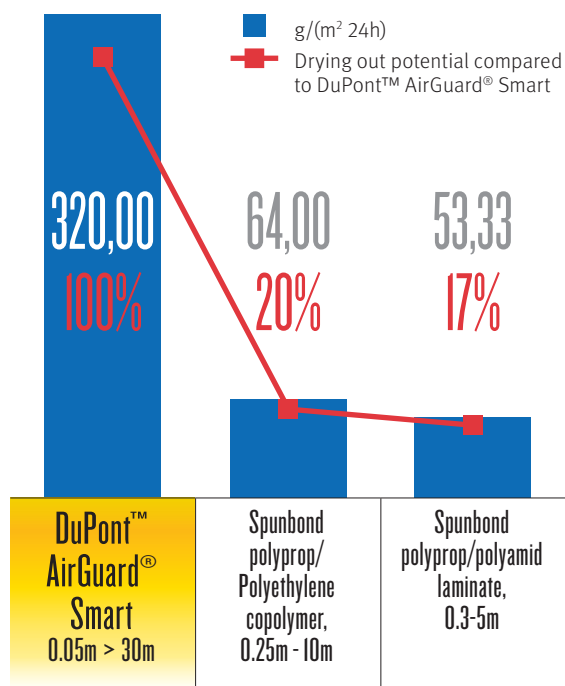 g/(m² 24h)
Drying out potential compared
to DuPont™ AirGuard® Smart
320,00
100%
64,00
20%
53,33
17%
DuPont™
AirGuard®
Smart
0.05m > 30m
Spunbond
polyprop/
Polyethylene
copolymer,
0.25m - 10m
Spunbond
polyprop/polyamid
laminate,
0.3-5m